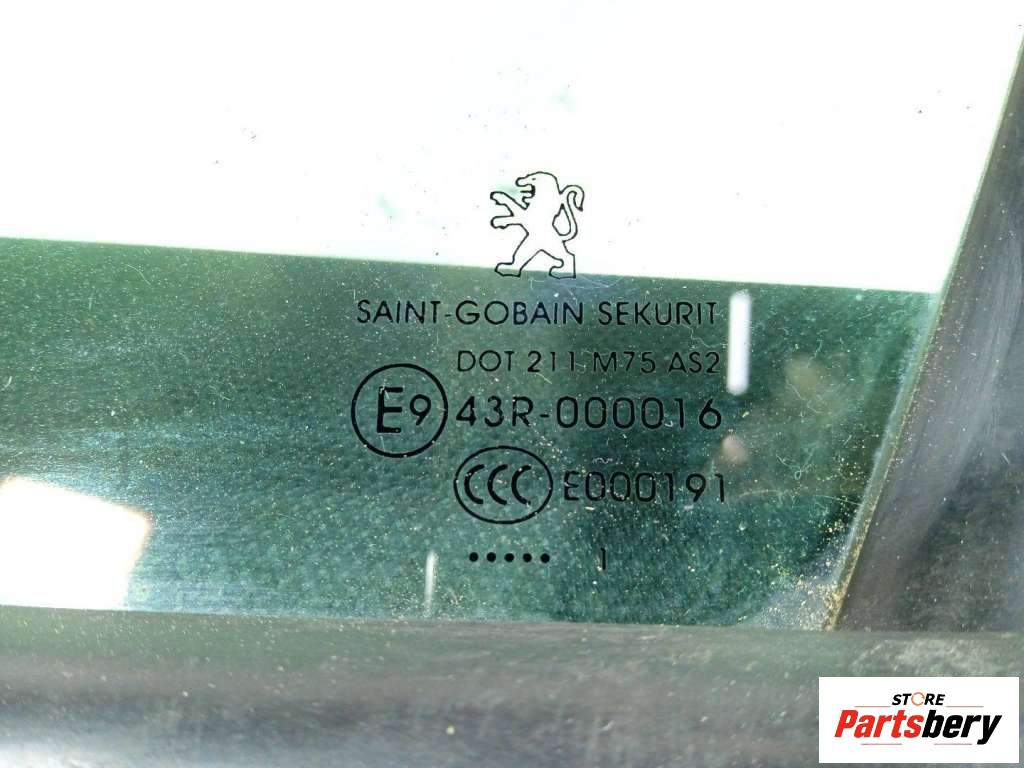 SAINT-GOBAIN SEKURIT
DOT 211 M75 AS2
E9 43R-000016
CCC E000191
••••• 1
STORE
Partsbery